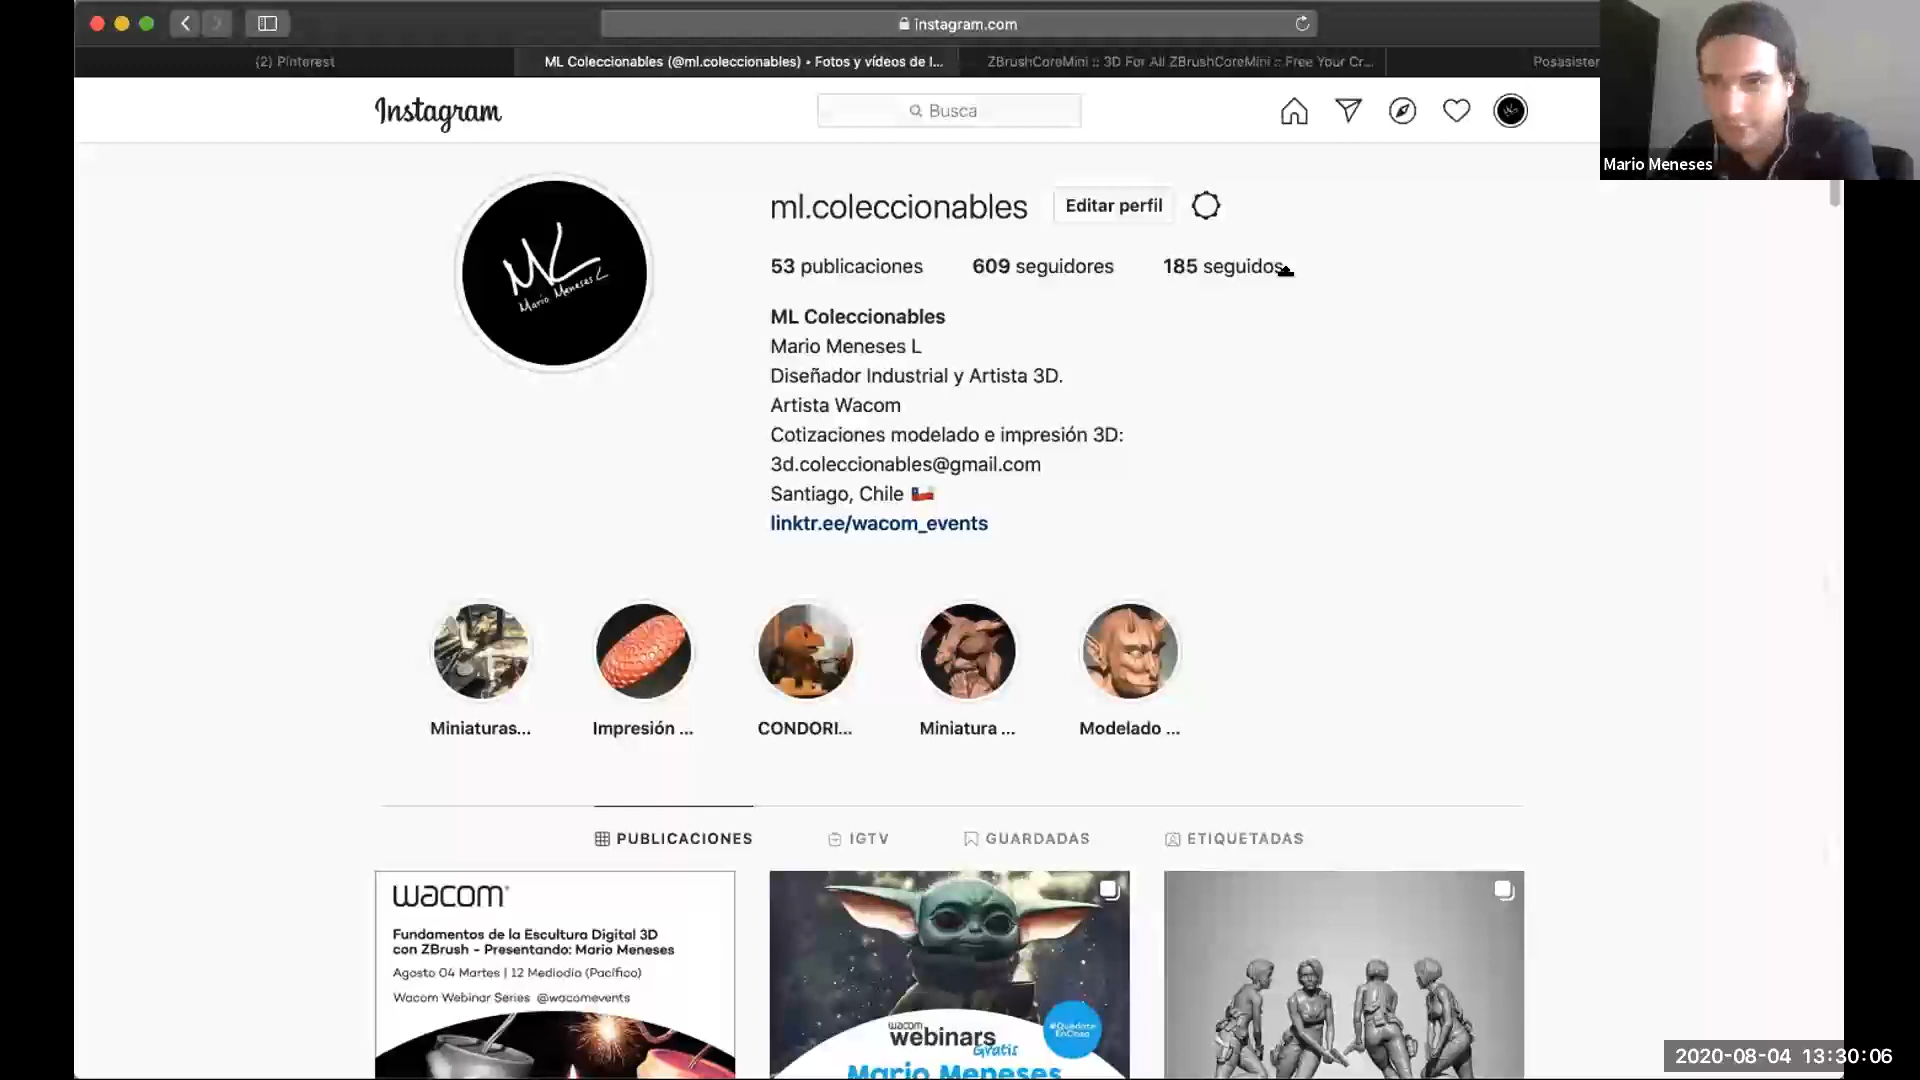 instagram.com
(2) Pinterest
ML Coleccionables (@ml.coleccionables) • Fotos y vídeos de I...
ZBrushCoreMini :: 3D For All ZBrushCoreMini :: Free Your Cr...
Posasister
Mario Meneses
Instagram
Busca
ml.coleccionables
Editar perfil
53 publicaciones
609 seguidores
185 seguidos
ML Coleccionables
Mario Meneses L
Diseñador Industrial y Artista 3D.
Artista Wacom
Cotizaciones modelado e impresión 3D:
3d.coleccionables@gmail.com
Santiago, Chile 🇨🇱
linktr.ee/wacom_events
Mario Meneses L
Miniaturas...
Impresión ...
CONDORI...
Miniatura ...
Modelado ...
PUBLICACIONES
IGTV
GUARDADAS
ETIQUETADAS
wacom
Fundamentos de la Escultura Digital 3D
con ZBrush - Presentando: Mario Meneses
Agosto 04 Martes | 12 Mediodía (Pacífico)
Wacom Webinar Series @wacomevents
wacom
webinars
Gratis
#Quédate
EnCasa
Mario Meneses
2020-08-04 13:30:06